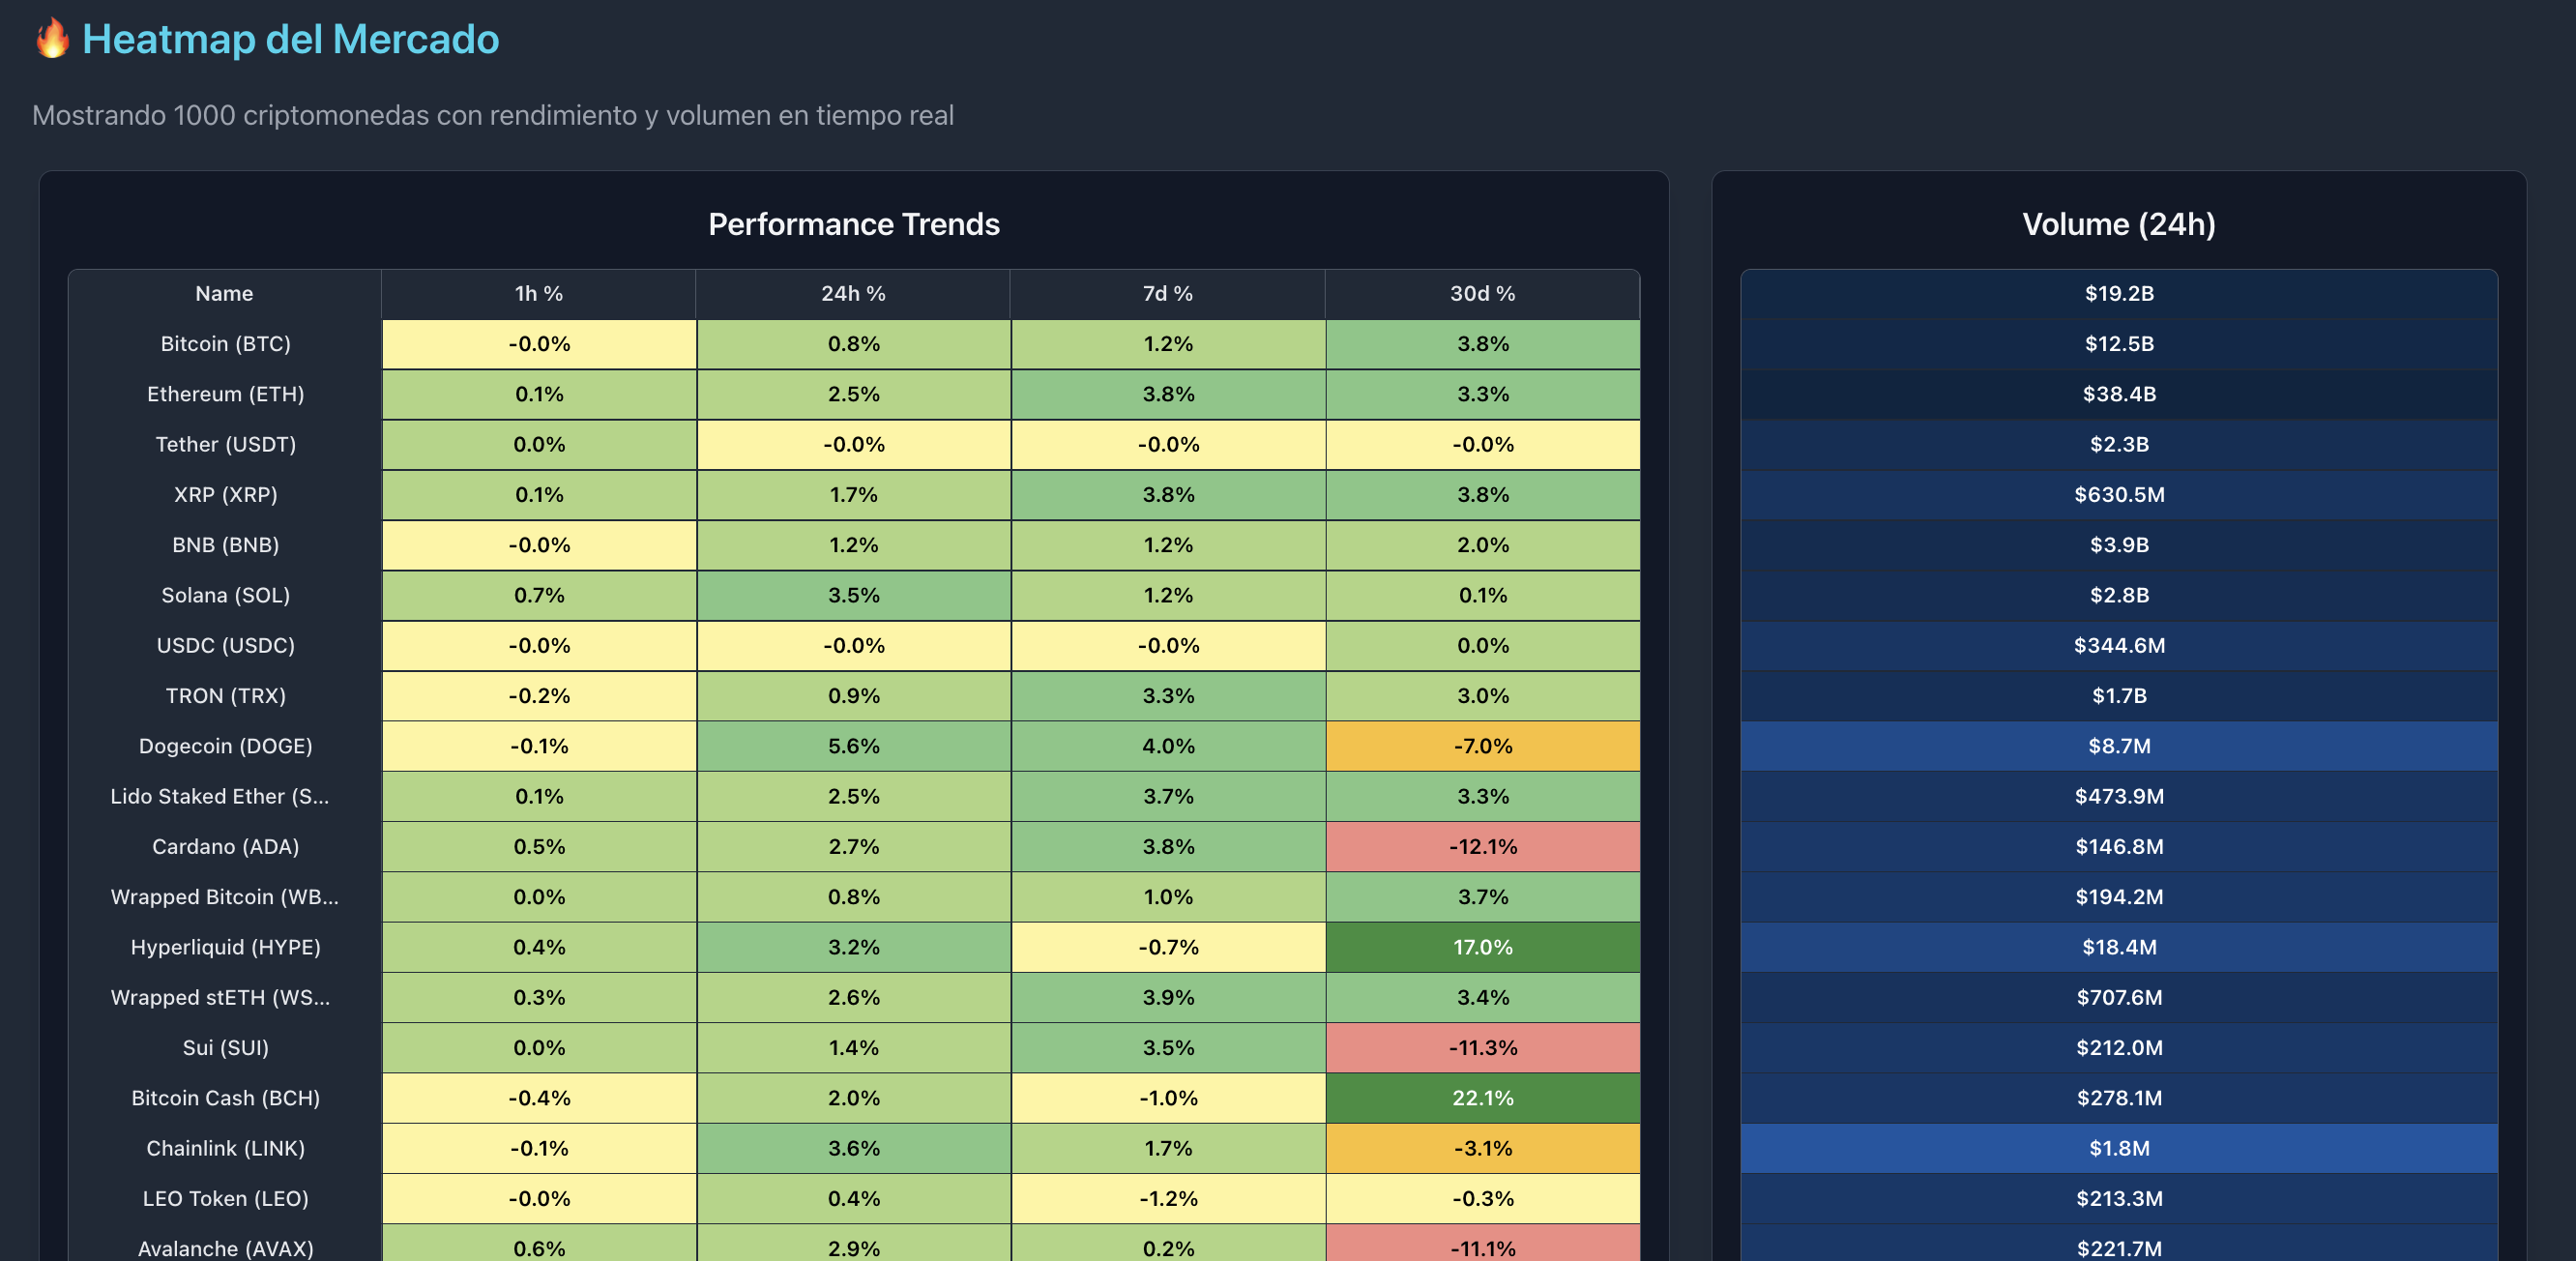 🔥 Heatmap del Mercado
Mostrando 1000 criptomonedas con rendimiento y volumen en tiempo real
Performance Trends
Volume (24h)
Name 1h % 24h % 7d % 30d % $19.2B
Bitcoin (BTC) -0.0% 0.8% 1.2% 3.8% $12.5B
Ethereum (ETH) 0.1% 2.5% 3.8% 3.3% $38.4B
Tether (USDT) 0.0% -0.0% -0.0% -0.0% $2.3B
XRP (XRP) 0.1% 1.7% 3.8% 3.8% $630.5M
BNB (BNB) -0.0% 1.2% 1.2% 2.0% $3.9B
Solana (SOL) 0.7% 3.5% 1.2% 0.1% $2.8B
USDC (USDC) -0.0% -0.0% -0.0% 0.0% $344.6M
TRON (TRX) -0.2% 0.9% 3.3% 3.0% $1.7B
Dogecoin (DOGE) -0.1% 5.6% 4.0% -7.0% $8.7M
Lido Staked Ether (S... 0.1% 2.5% 3.7% 3.3% $473.9M
Cardano (ADA) 0.5% 2.7% 3.8% -12.1% $146.8M
Wrapped Bitcoin (WB... 0.0% 0.8% 1.0% 3.7% $194.2M
Hyperliquid (HYPE) 0.4% 3.2% -0.7% 17.0% $18.4M
Wrapped stETH (WS... 0.3% 2.6% 3.9% 3.4% $707.6M
Sui (SUI) 0.0% 1.4% 3.5% -11.3% $212.0M
Bitcoin Cash (BCH) -0.4% 2.0% -1.0% 22.1% $278.1M
Chainlink (LINK) -0.1% 3.6% 1.7% -3.1% $1.8M
LEO Token (LEO) -0.0% 0.4% -1.2% -0.3% $213.3M
Avalanche (AVAX) 0.6% 2.9% 0.2% -11.1% $221.7M